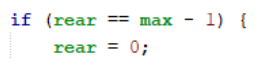 if (rear == max - 1) {
rear = 0;